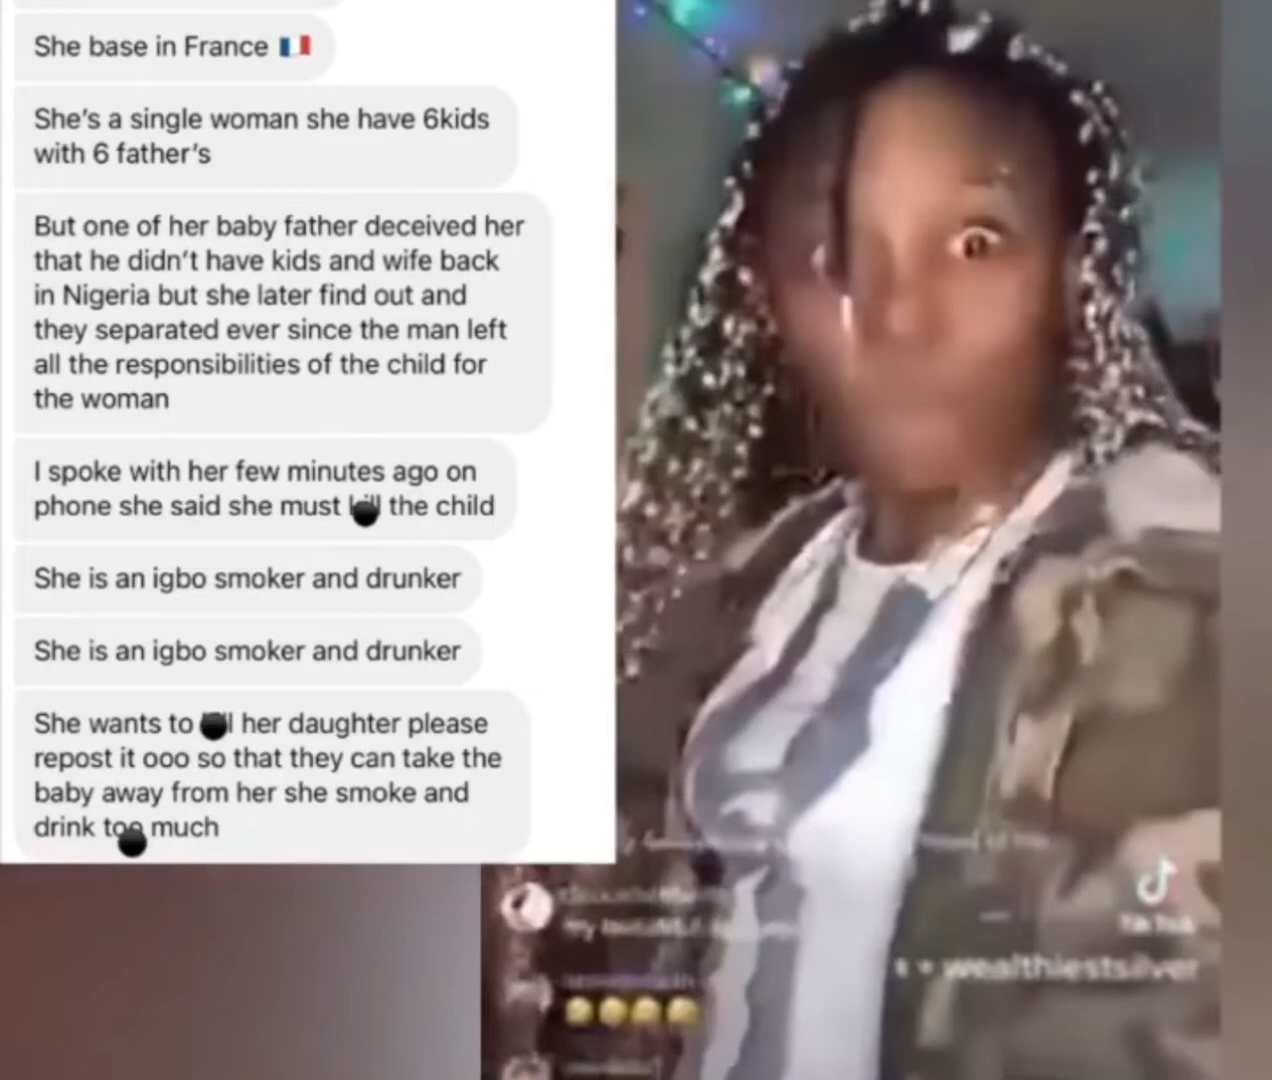 She base in France 🇫🇷
She's a single woman she have 6kids
with 6 father's
But one of her baby father deceived her
that he didn't have kids and wife back
in Nigeria but she later find out and
they separated ever since the man left
all the responsibilities of the child for
the woman
I spoke with her few minutes ago on
phone she said she must kill the child
She is an igbo smoker and drunker
She is an igbo smoker and drunker
She wants to kill her daughter please
repost it ooo so that they can take the
baby away from her she smoke and
drink too much
TikTok
wealthiestsilver